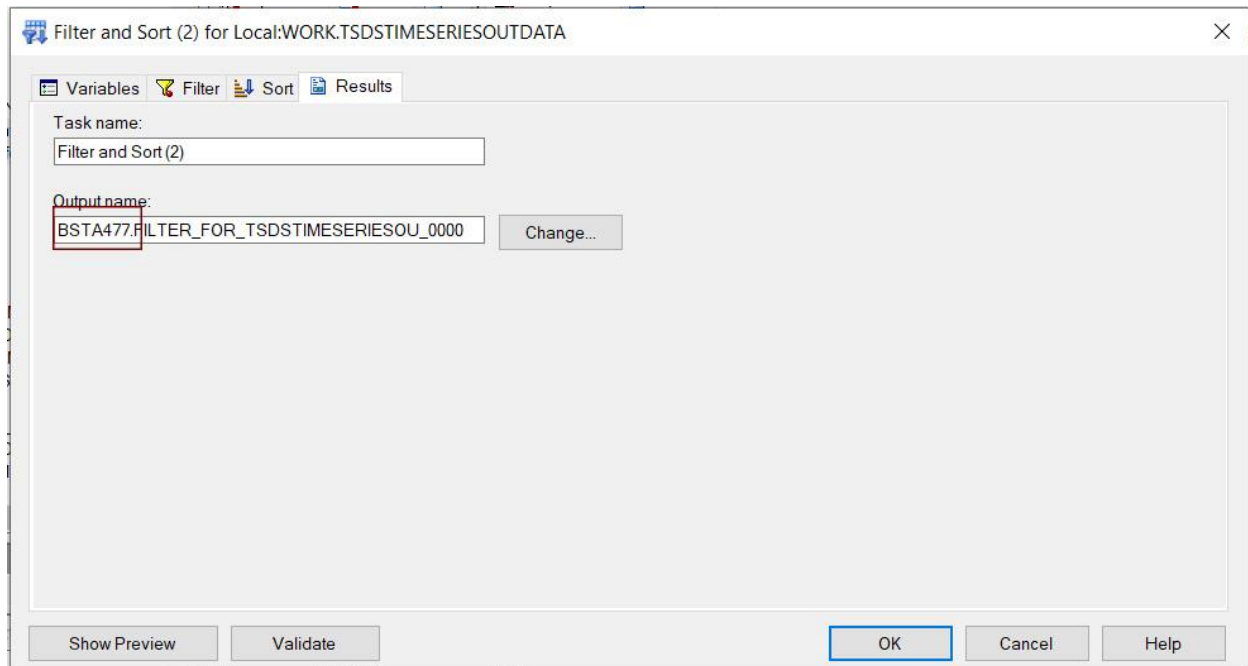 Filter and Sort (2) for Local:WORK.TSDSTIMESERIESOUTDATA
Variables Filter Sort Results
Task name:
Filter and Sort (2)
Output name:
BSTA477.FILTER_FOR_TSDSTIMESERIESOU_0000 Change...
Show Preview Validate OK Cancel Help